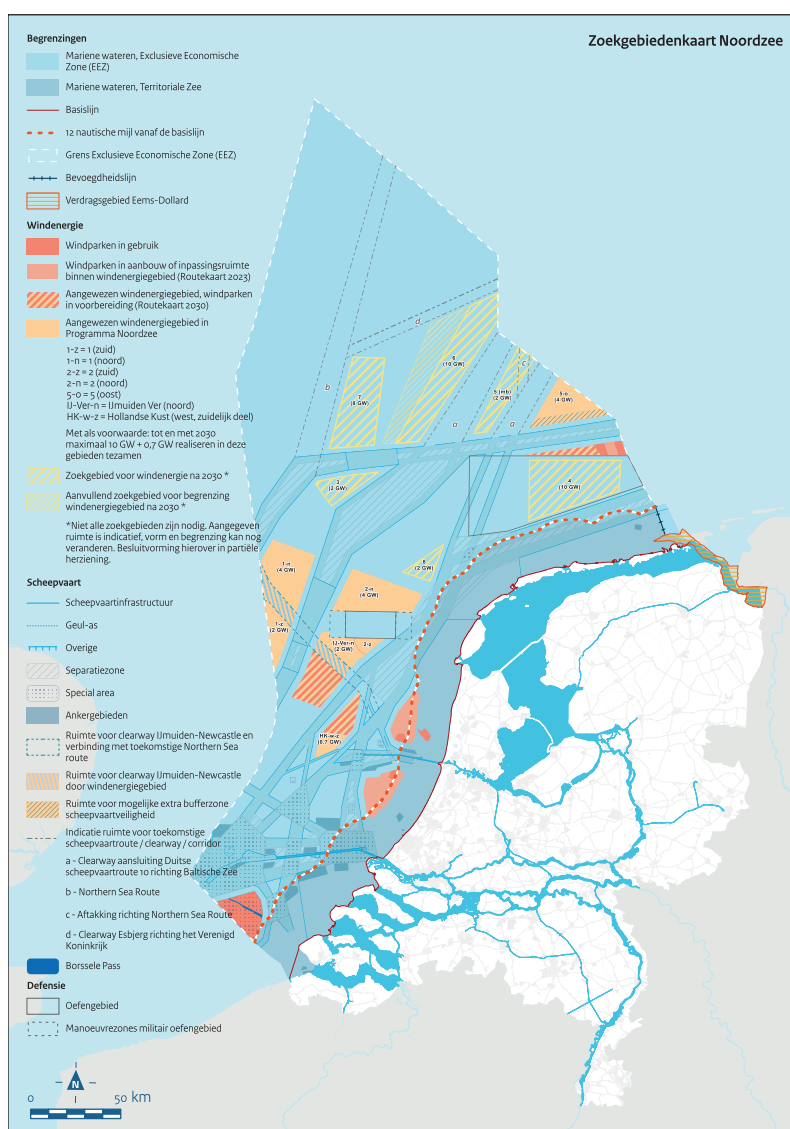 Zoekgebiedenkaart Noordzee
Begrenzingen
Mariene wateren, Exclusieve Economische
Zone (EEZ)
Mariene wateren, Territoriale Zee
Basislijn
12 nautische mijl vanaf de basislijn
Grens Exclusieve Economische Zone (EEZ)
Bevoegdheidslijn
Verdragsgebied Eems-Dollard
Windenergie
Windparken in gebruik
Windparken in aanbouw of inpassingsruimte
binnen windenergiegebied (Routekaart 2023)
Aangewezen windenergiegebied, windparken
in voorbereiding (Routekaart 2030)
Aangewezen windenergiegebied in
Programma Noordzee
1-z = 1 (zuid)
1-n = 1 (noord)
2-z = 2 (zuid)
2-n = 2 (noord)
5-o = 5 (oost)
IJ-Ver-n = IJmuiden Ver (noord)
HK-w-z = Hollandse Kust (west, zuidelijk deel)
Met als voorwaarde: tot en met 2030
maximaal 10 GW + 0,7 GW realiseren in deze
gebieden tezamen
Zoekgebied voor windenergie na 2030 *
Aanvullend zoekgebied voor begrenzing
windenergiegebied na 2030 *
*Niet alle zoekgebieden zijn nodig. Aangegeven
ruimte is indicatief, vorm en begrenzing kan nog
veranderen. Besluitvorming hierover in partiële
herziening.
Scheepvaart
Scheepvaartinfrastructuur
Geul-as
Overige
Separatiezone
Special area
Ankergebieden
Ruimte voor clearway IJmuiden-Newcastle en
verbinding met toekomstige Northern Sea
route
Ruimte voor clearway IJmuiden-Newcastle
door windenergiegebied
Ruimte voor mogelijke extra bufferzone
scheepvaartveiligheid
Indicatie ruimte voor toekomstige
scheepvaartroute / clearway / corridor
a - Clearway aansluiting Duitse
scheepvaartroute 10 richting Baltische Zee
b - Northern Sea Route
c - Aftakking richting Northern Sea Route
d - Clearway Esbjerg richting het Verenigd
Koninkrijk
Borssele Pass
Defensie
Oefengebied
Manoeuvrezones militair oefengebied
N
0 50 km
d
6
(10 GW)
c
b
7
(8 GW)
5 (mb)
(2 GW)
5-o
(4 GW)
a
a
3
(2 GW)
4
(10 GW)
8
(2 GW)
1-n
(4 GW)
2-n
(4 GW)
1-z
(2 GW)
IJ-Ver-n
(2 GW)
2-z
HK-w-z
(0.7 GW)